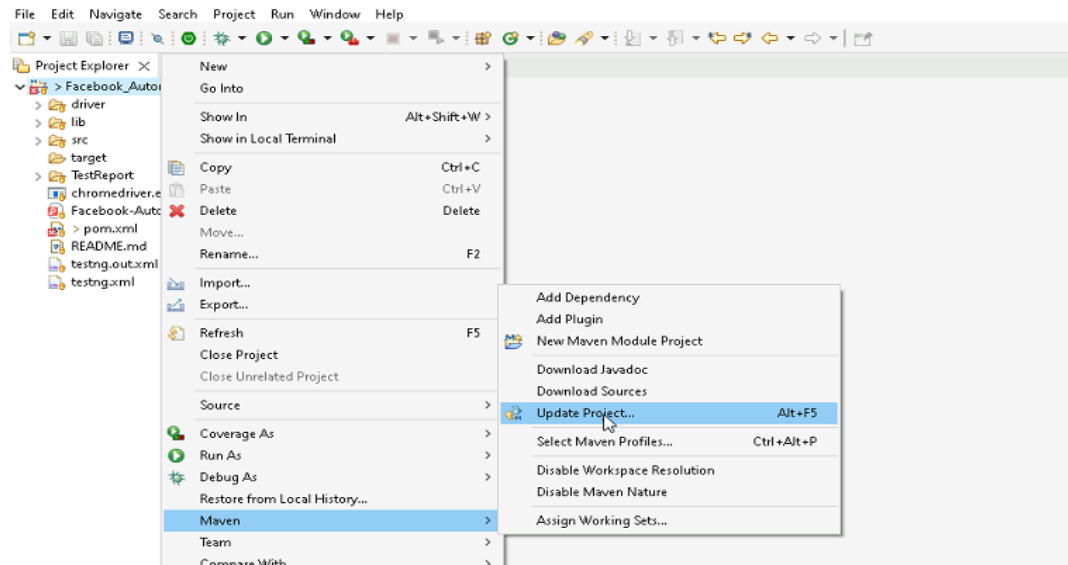 File Edit Navigate Search Project Run Window Help
Project Explorer
> Facebook_Autor
driver
lib
src
target
TestReport
chromedriver.e
Facebook-Auto
> pom.xml
README.md
testng.out.xml
testng.xml
New
Go Into
Show In Alt+Shift+W >
Show in Local Terminal
Copy Ctrl+C
Paste Ctrl+V
Delete Delete
Move...
Rename... F2
Import...
Export...
Refresh F5
Close Project
Close Unrelated Project
Source
Coverage As
Run As
Debug As
Restore from Local History...
Maven
Team
Compare With
Add Dependency
Add Plugin
New Maven Module Project
Download Javadoc
Download Sources
Update Project... Alt+F5
Select Maven Profiles... Ctrl+Alt+P
Disable Workspace Resolution
Disable Maven Nature
Assign Working Sets...